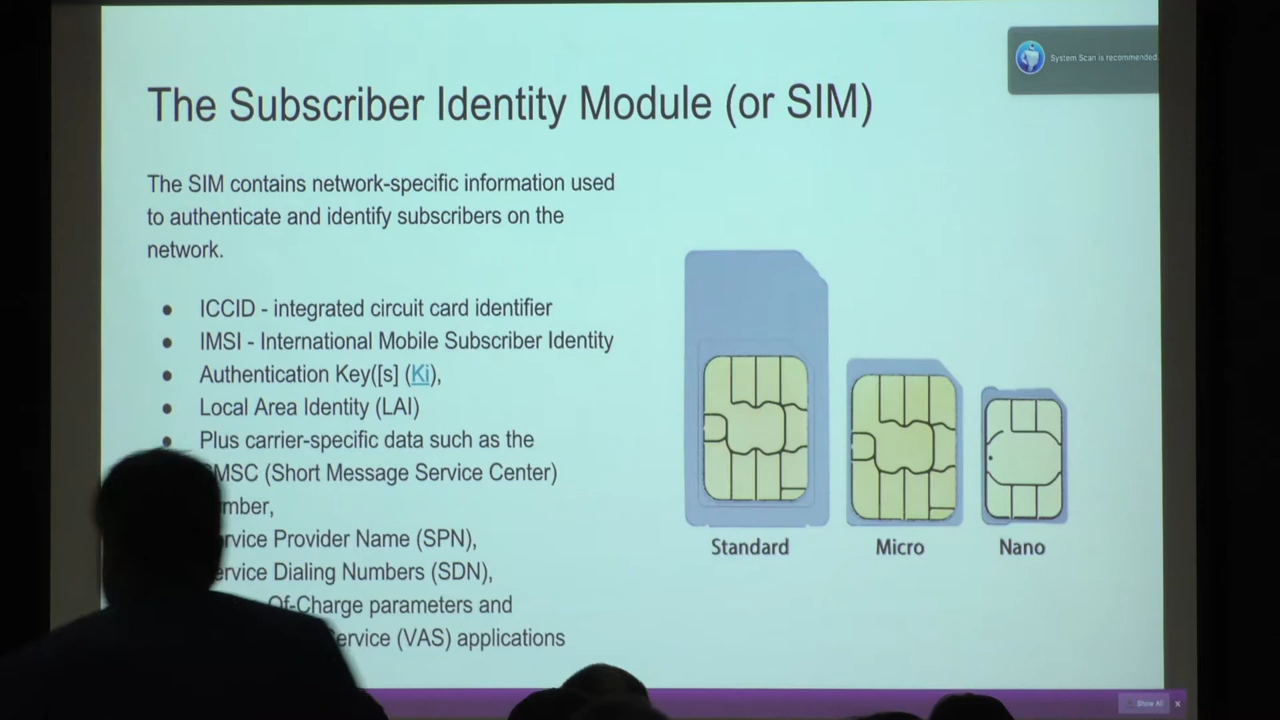 System Scan is recommended.
The Subscriber Identity Module (or SIM)
The SIM contains network-specific information used
to authenticate and identify subscribers on the
network.
● ICCID - integrated circuit card identifier
● IMSI - International Mobile Subscriber Identity
● Authentication Key([s] (Ki),
● Local Area Identity (LAI)
● Plus carrier-specific data such as the
MSC (Short Message Service Center)
mber,
rvice Provider Name (SPN),
ervice Dialing Numbers (SDN),
Of-Charge parameters and
ervice (VAS) applications
Standard Micro Nano
Show All x